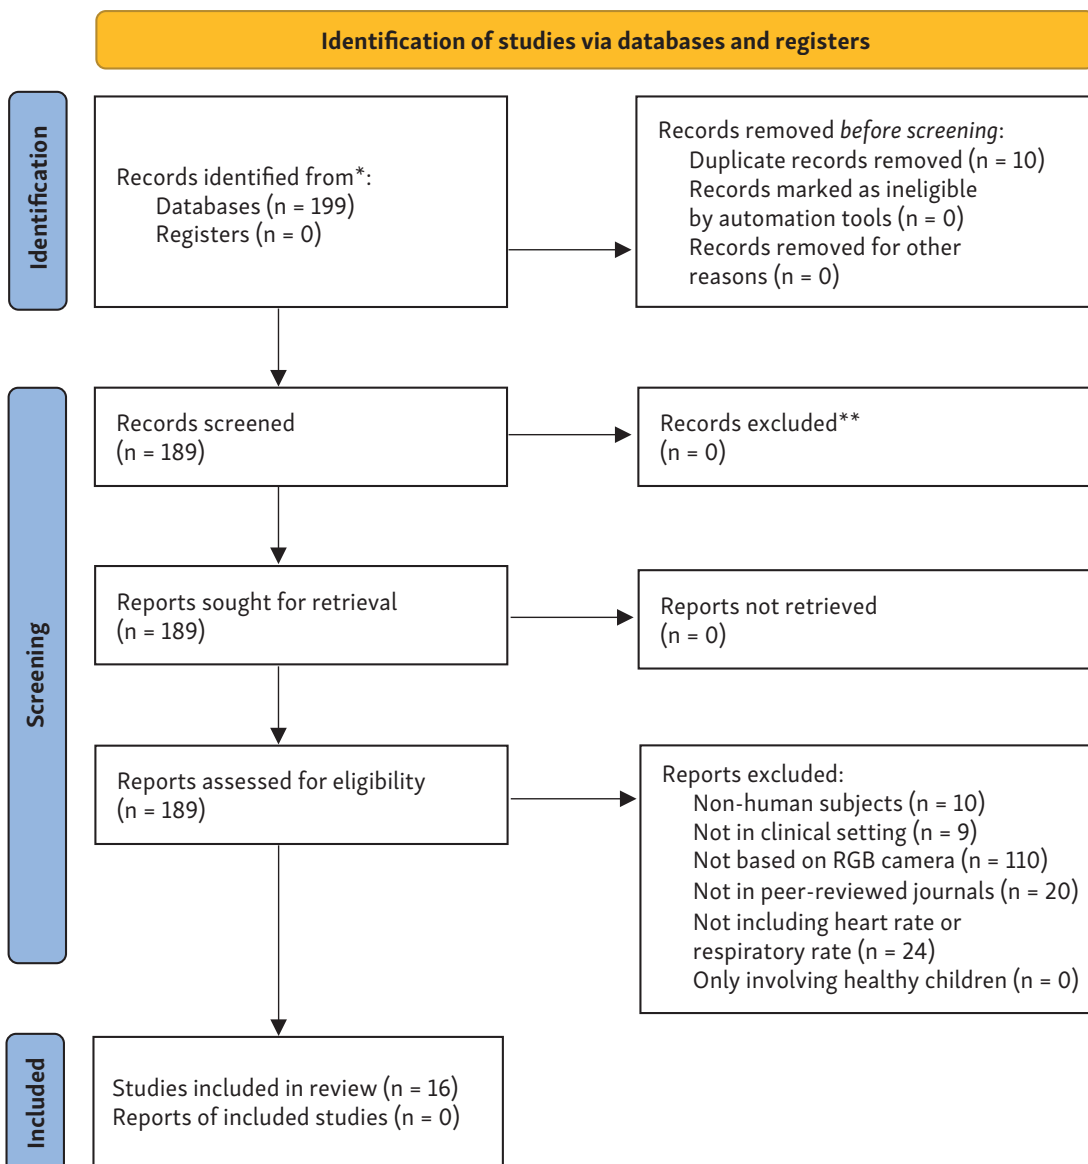 Identification of studies via databases and registers
Identification
Records identified from*:
Databases (n = 199)
Registers (n = 0)
Records removed before screening:
Duplicate records removed (n = 10)
Records marked as ineligible
by automation tools (n = 0)
Records removed for other
reasons (n = 0)
Screening
Records screened
(n = 189)
Records excluded**
(n = 0)
Reports sought for retrieval
(n = 189)
Reports not retrieved
(n = 0)
Reports assessed for eligibility
(n = 189)
Reports excluded:
Non-human subjects (n = 10)
Not in clinical setting (n = 9)
Not based on RGB camera (n = 110)
Not in peer-reviewed journals (n = 20)
Not including heart rate or
respiratory rate (n = 24)
Only involving healthy children (n = 0)
Included
Studies included in review (n = 16)
Reports of included studies (n = 0)